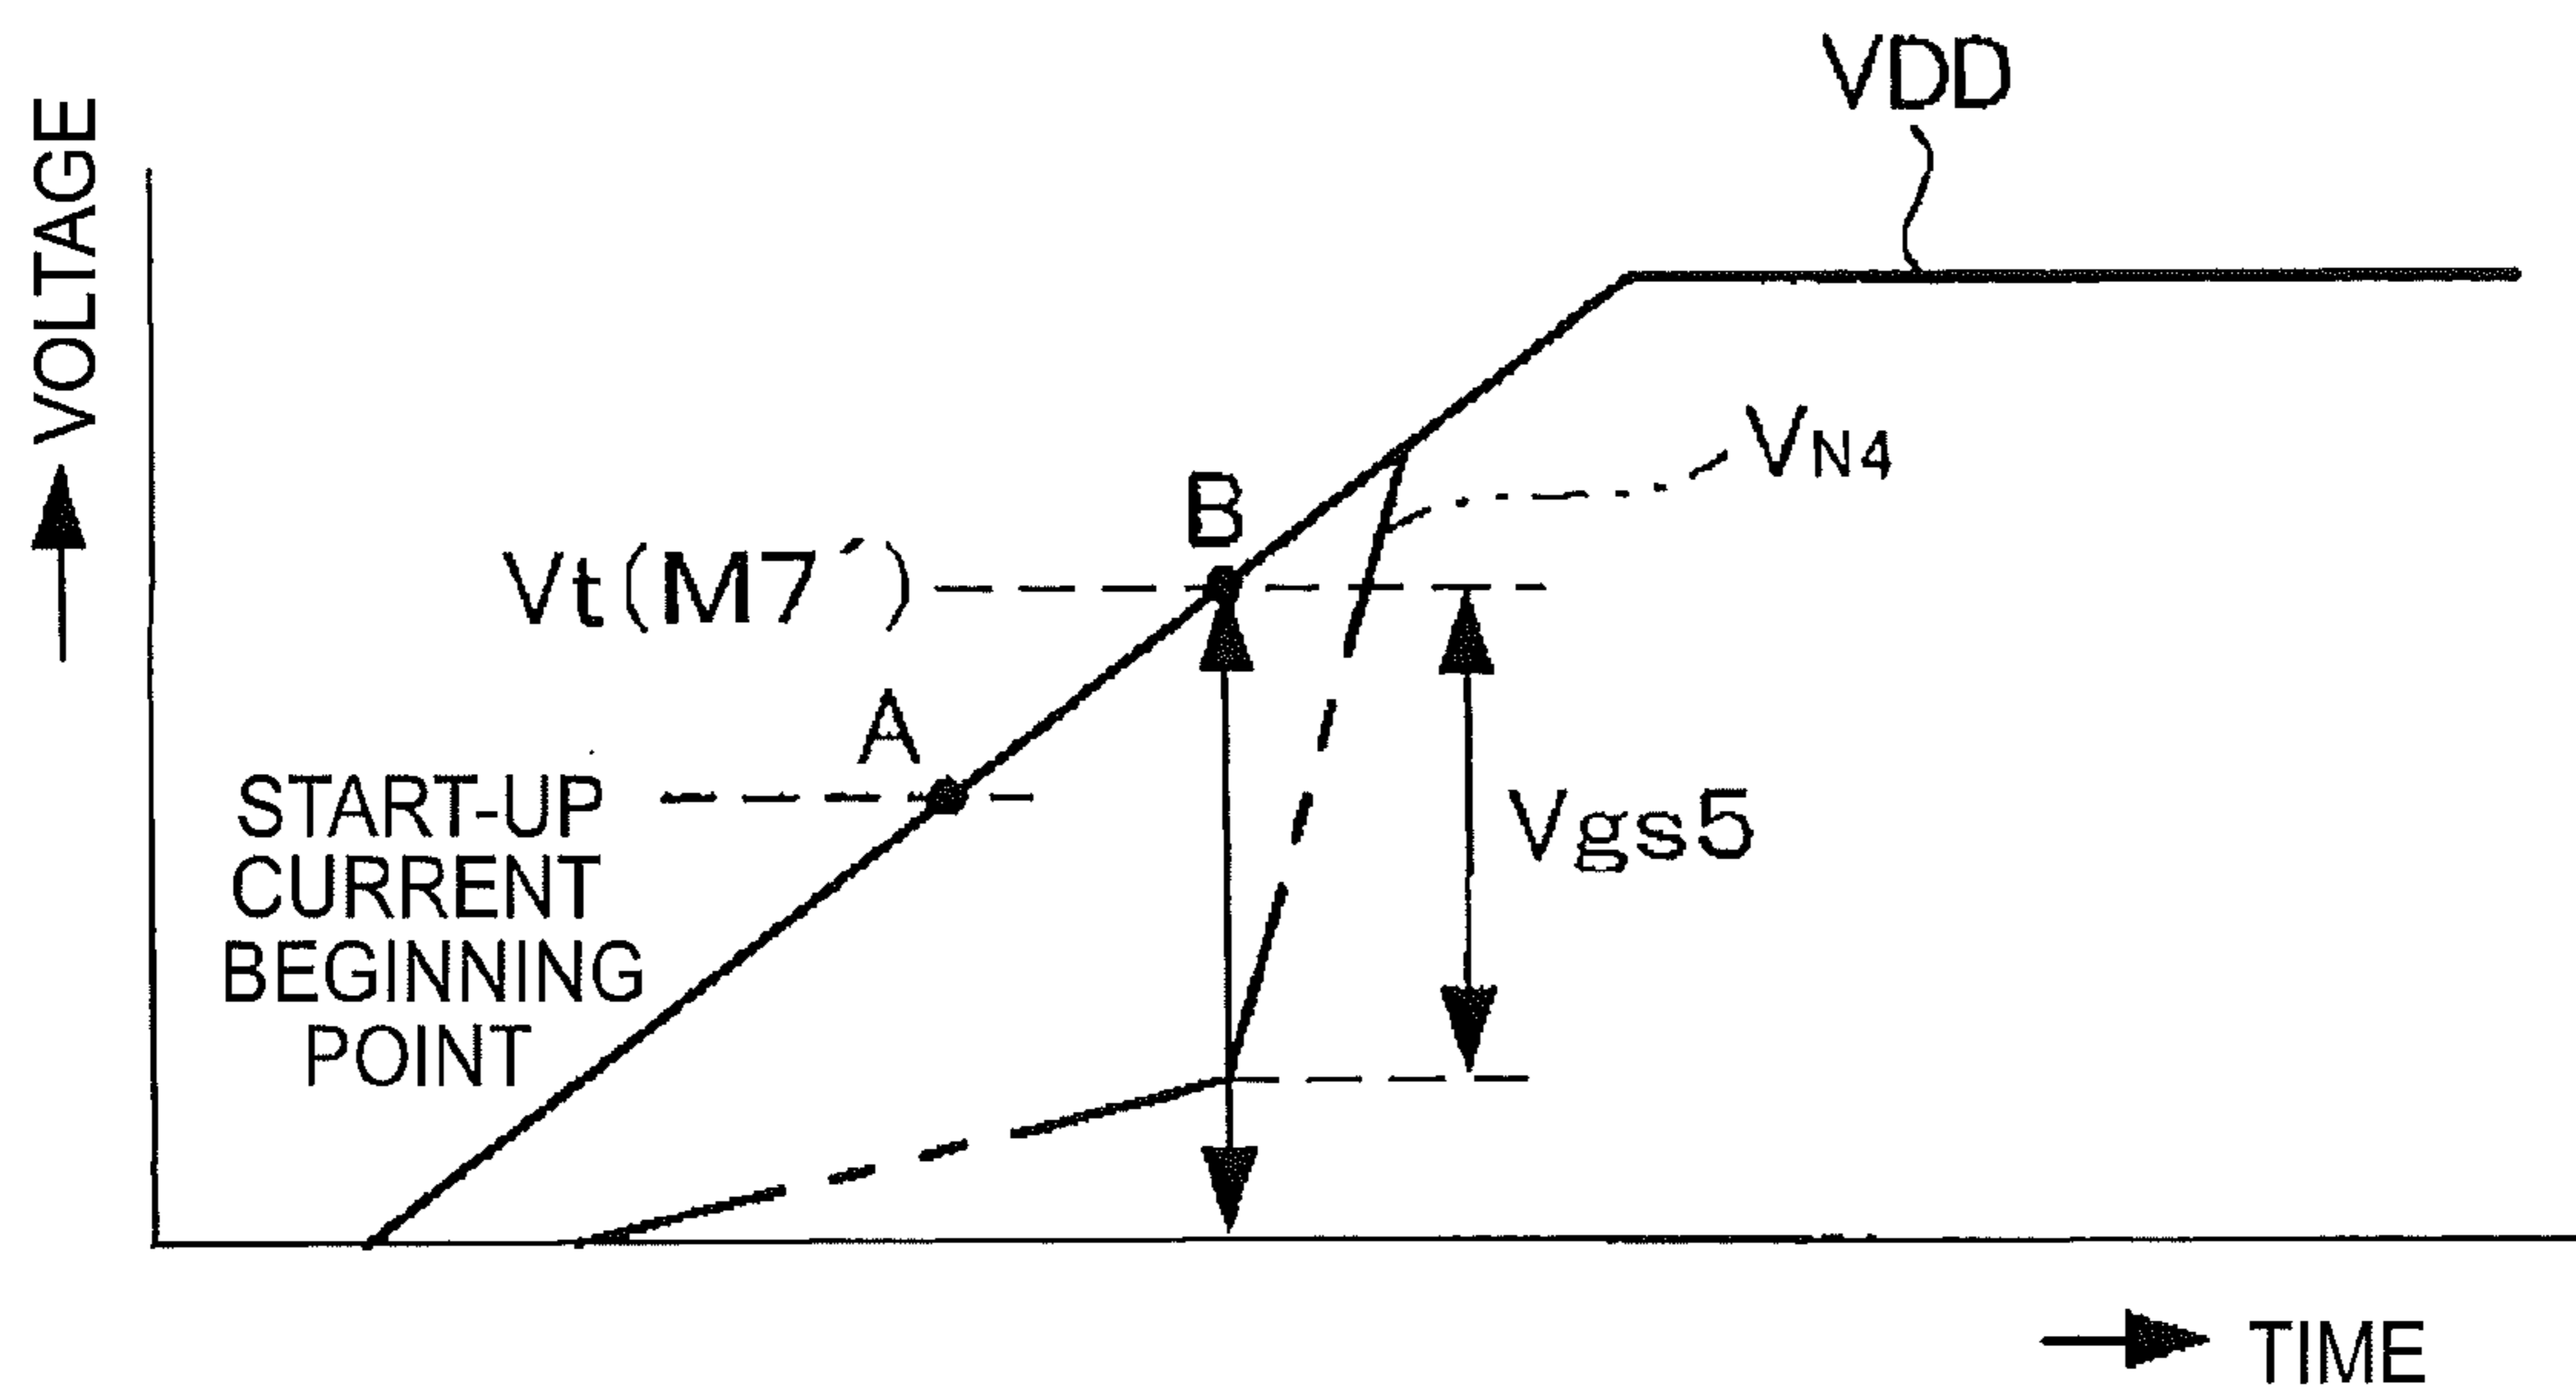 VDD
VOLTAGE
VN4
B
Vt(M7´)
A
START-UP
CURRENT
BEGINNING
POINT
Vgs5
TIME